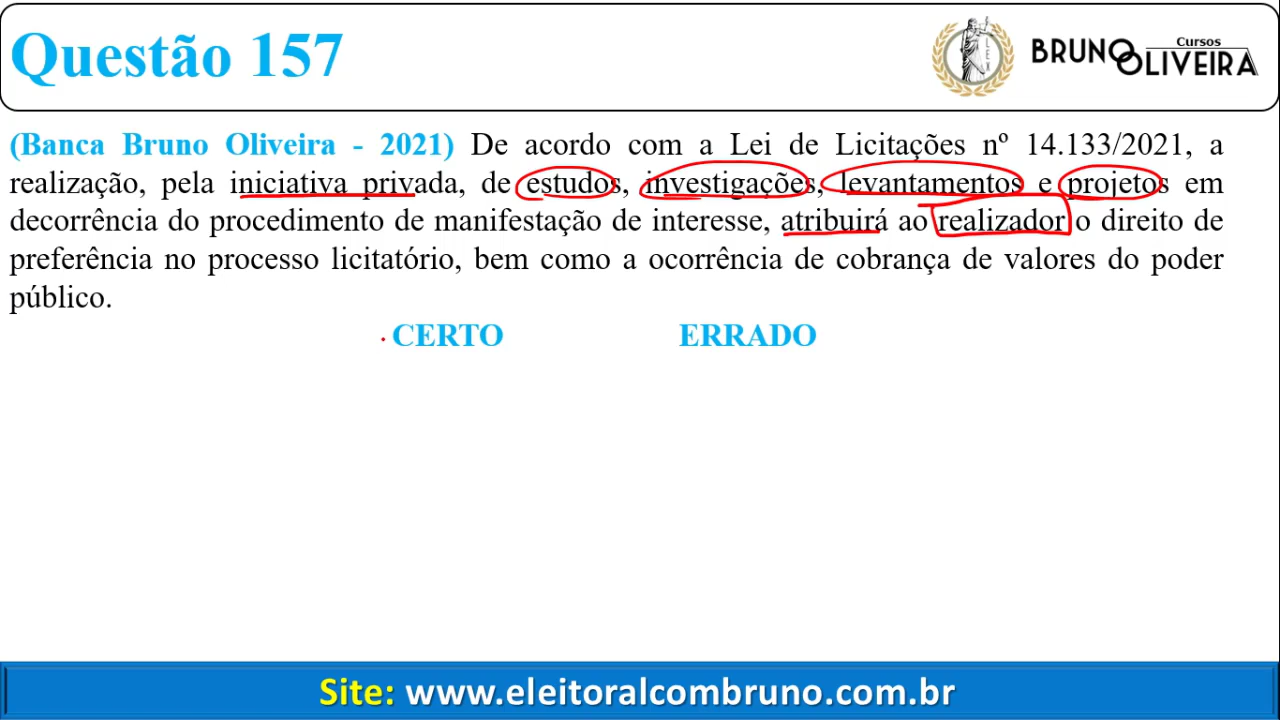 Questão 157
Cursos
BRUNO
OLIVEIRA
LEX
(Banca Bruno Oliveira - 2021) De acordo com a Lei de Licitações nº 14.133/2021, a
realização, pela iniciativa privada, de estudos, investigações, levantamentos e projetos em
decorrência do procedimento de manifestação de interesse, atribuirá ao realizador o direito de
preferência no processo licitatório, bem como a ocorrência de cobrança de valores do poder
público.
CERTO ERRADO
Site: www.eleitoralcombruno.com.br